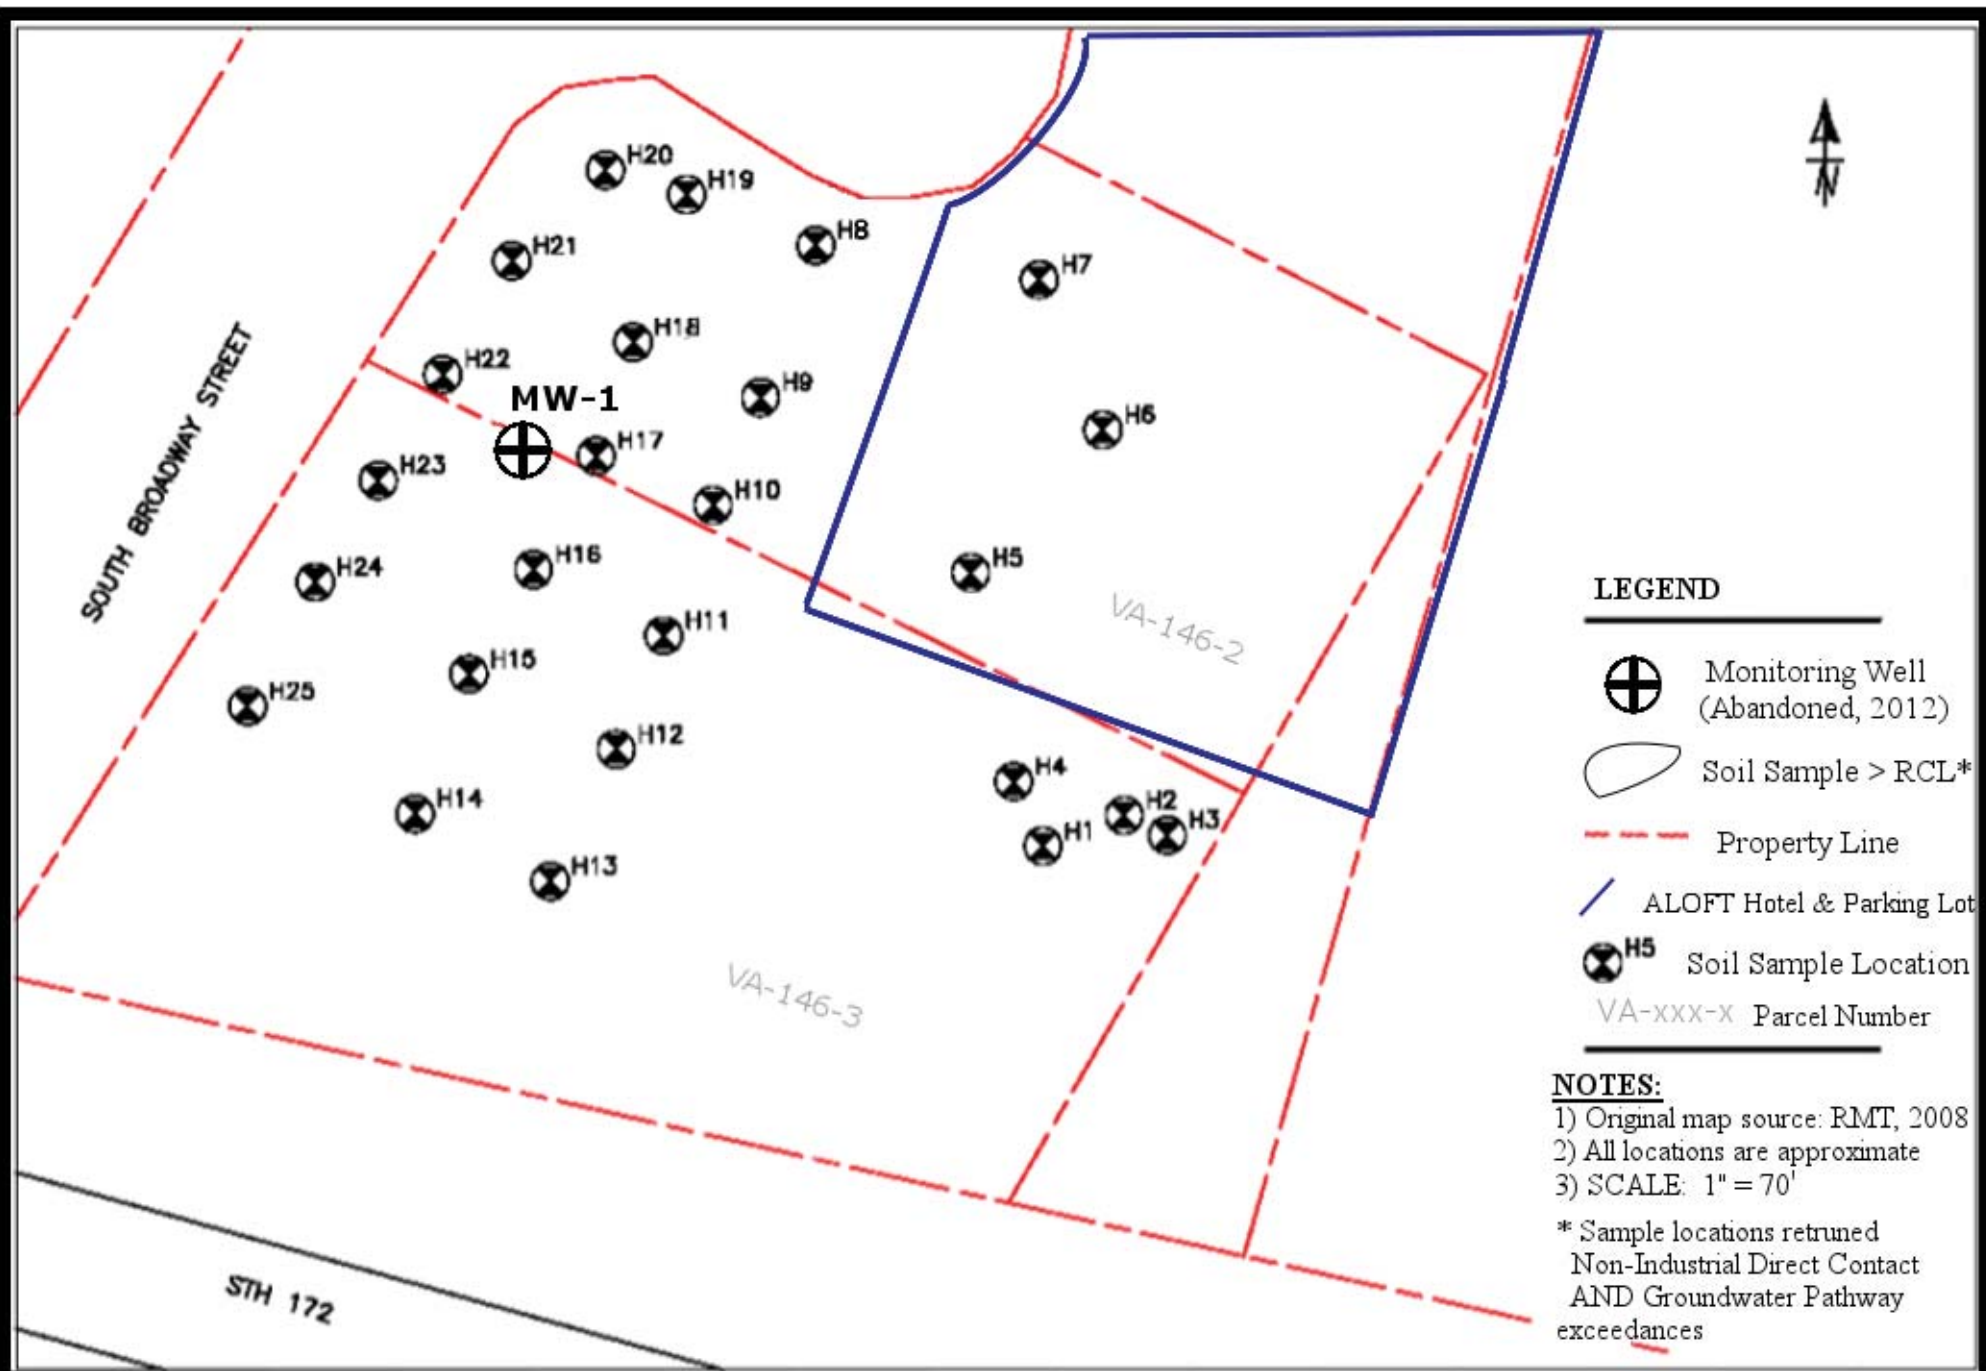 H20
H19
H8
H21
H7
H18
H22
H9
MW-1
H6
H17
H23
H10
SOUTH BROADWAY STREET
H16
H5
H24
VA-146-2
H11
H15
H25
H12
H4
H14
H2
H3
H1
H13
VA-146-3
STH 172
N
LEGEND
Monitoring Well
(Abandoned, 2012)
Soil Sample > RCL*
Property Line
ALOFT Hotel & Parking Lot
H5
Soil Sample Location
VA-xxx-x Parcel Number
NOTES:
1) Original map source: RMT, 2008
2) All locations are approximate
3) SCALE: 1" = 70'
* Sample locations retruned
Non-Industrial Direct Contact
AND Groundwater Pathway
exceedances